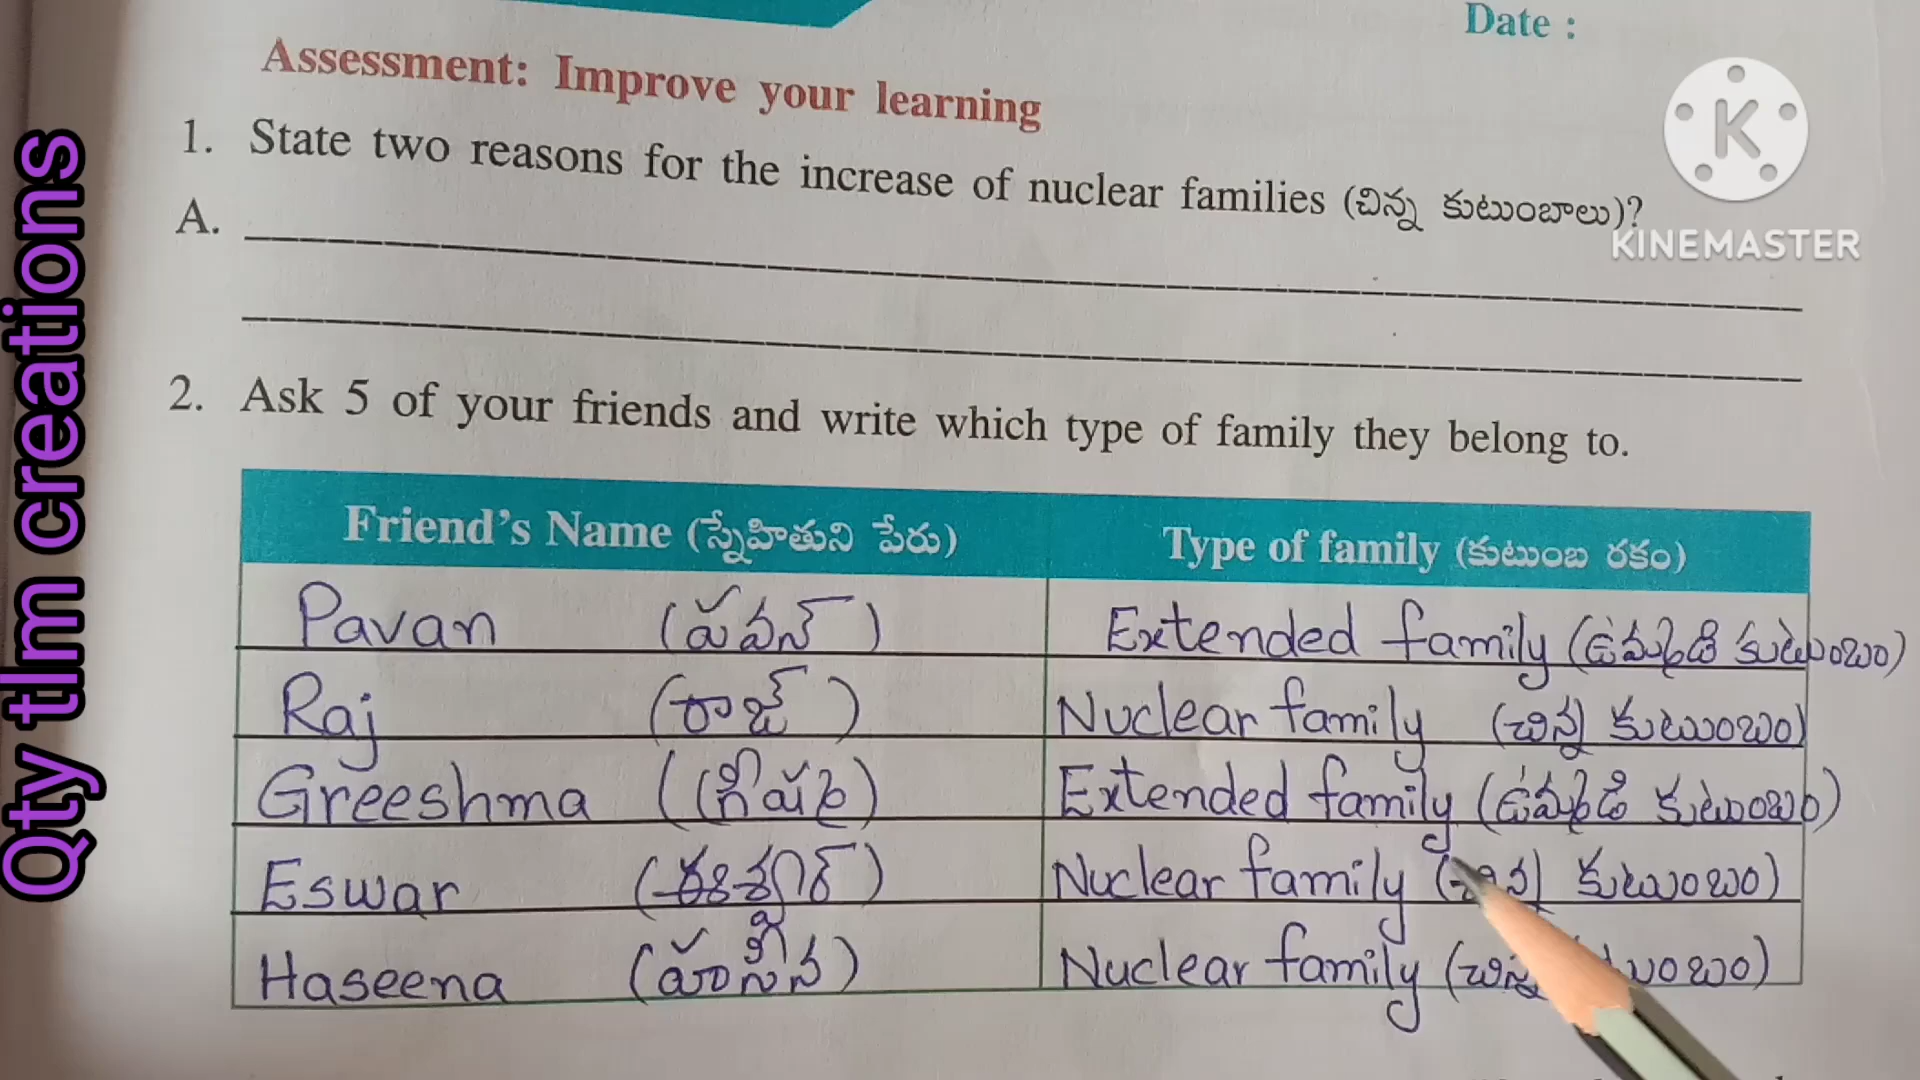 Date :
Assessment: Improve your learning
1. State two reasons for the increase of nuclear families (చిన్న కుటుంబాలు)?
A.
2. Ask 5 of your friends and write which type of family they belong to.
Friend's Name (స్నేహితుని పేరు) Type of family (కుటుంబ రకం)
Pavan (పవన్) Extended family (ఉమ్మడి కుటుంబం)
Raj (రాజ్) Nuclear family (చిన్న కుటుంబం)
Greeshma (గ్రీష్మ) Extended family (ఉమ్మడి కుటుంబం)
Eswar (ఈశ్వర్) Nuclear family (చిన్న కుటుంబం)
Haseena (హసీన) Nuclear family (చిన్న కుటుంబం)
K
KINEMASTER
Qty tlm creations